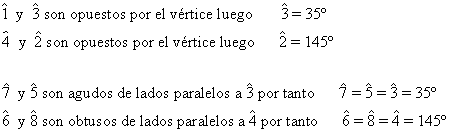 1̂ y 3̂ son opuestos por el vértice luego 3̂ = 35º
4̂ y 2̂ son opuestos por el vértice luego 2̂ = 145º
7̂ y 5̂ son agudos de lados paralelos a 3̂ por tanto 7̂ = 5̂ = 3̂ = 35º
6̂ y 8̂ son obtusos de lados paralelos a 4̂ por tanto 6̂ = 8̂ = 4̂ = 145º